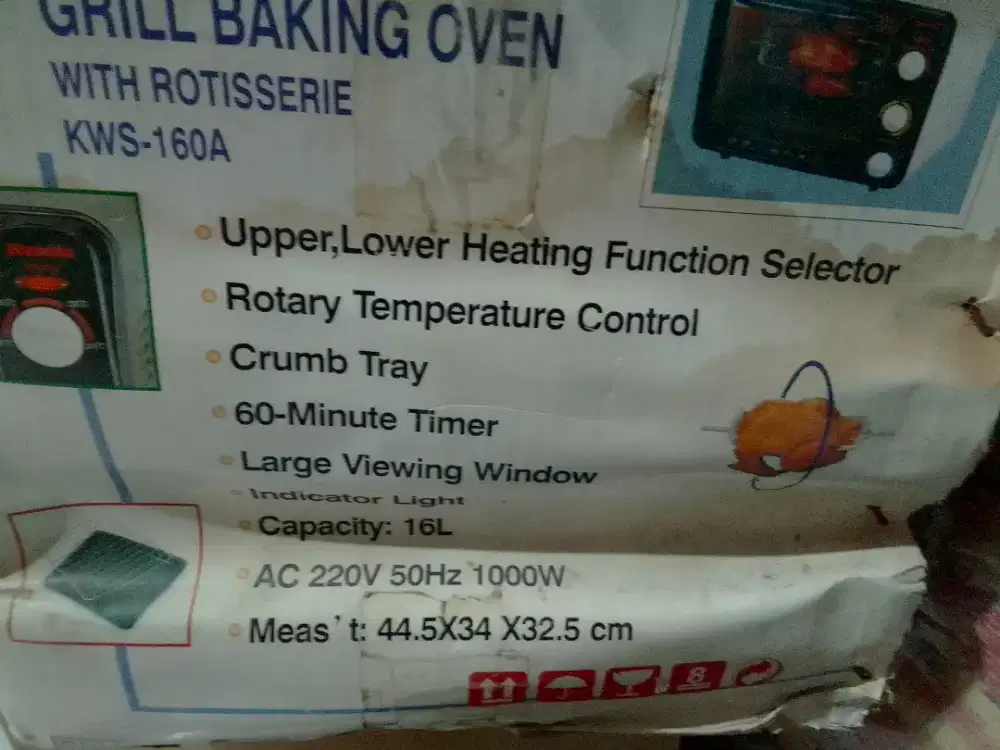 GRILL BAKING OVEN
WITH ROTISSERIE
KWS-160A
Upper,Lower Heating Function Selector
Rotary Temperature Control
Crumb Tray
60-Minute Timer
Large Viewing Window
Indicator Light
Capacity: 16L
AC 220V 50Hz 1000W
Meas't: 44.5X34 X32.5 cm
8